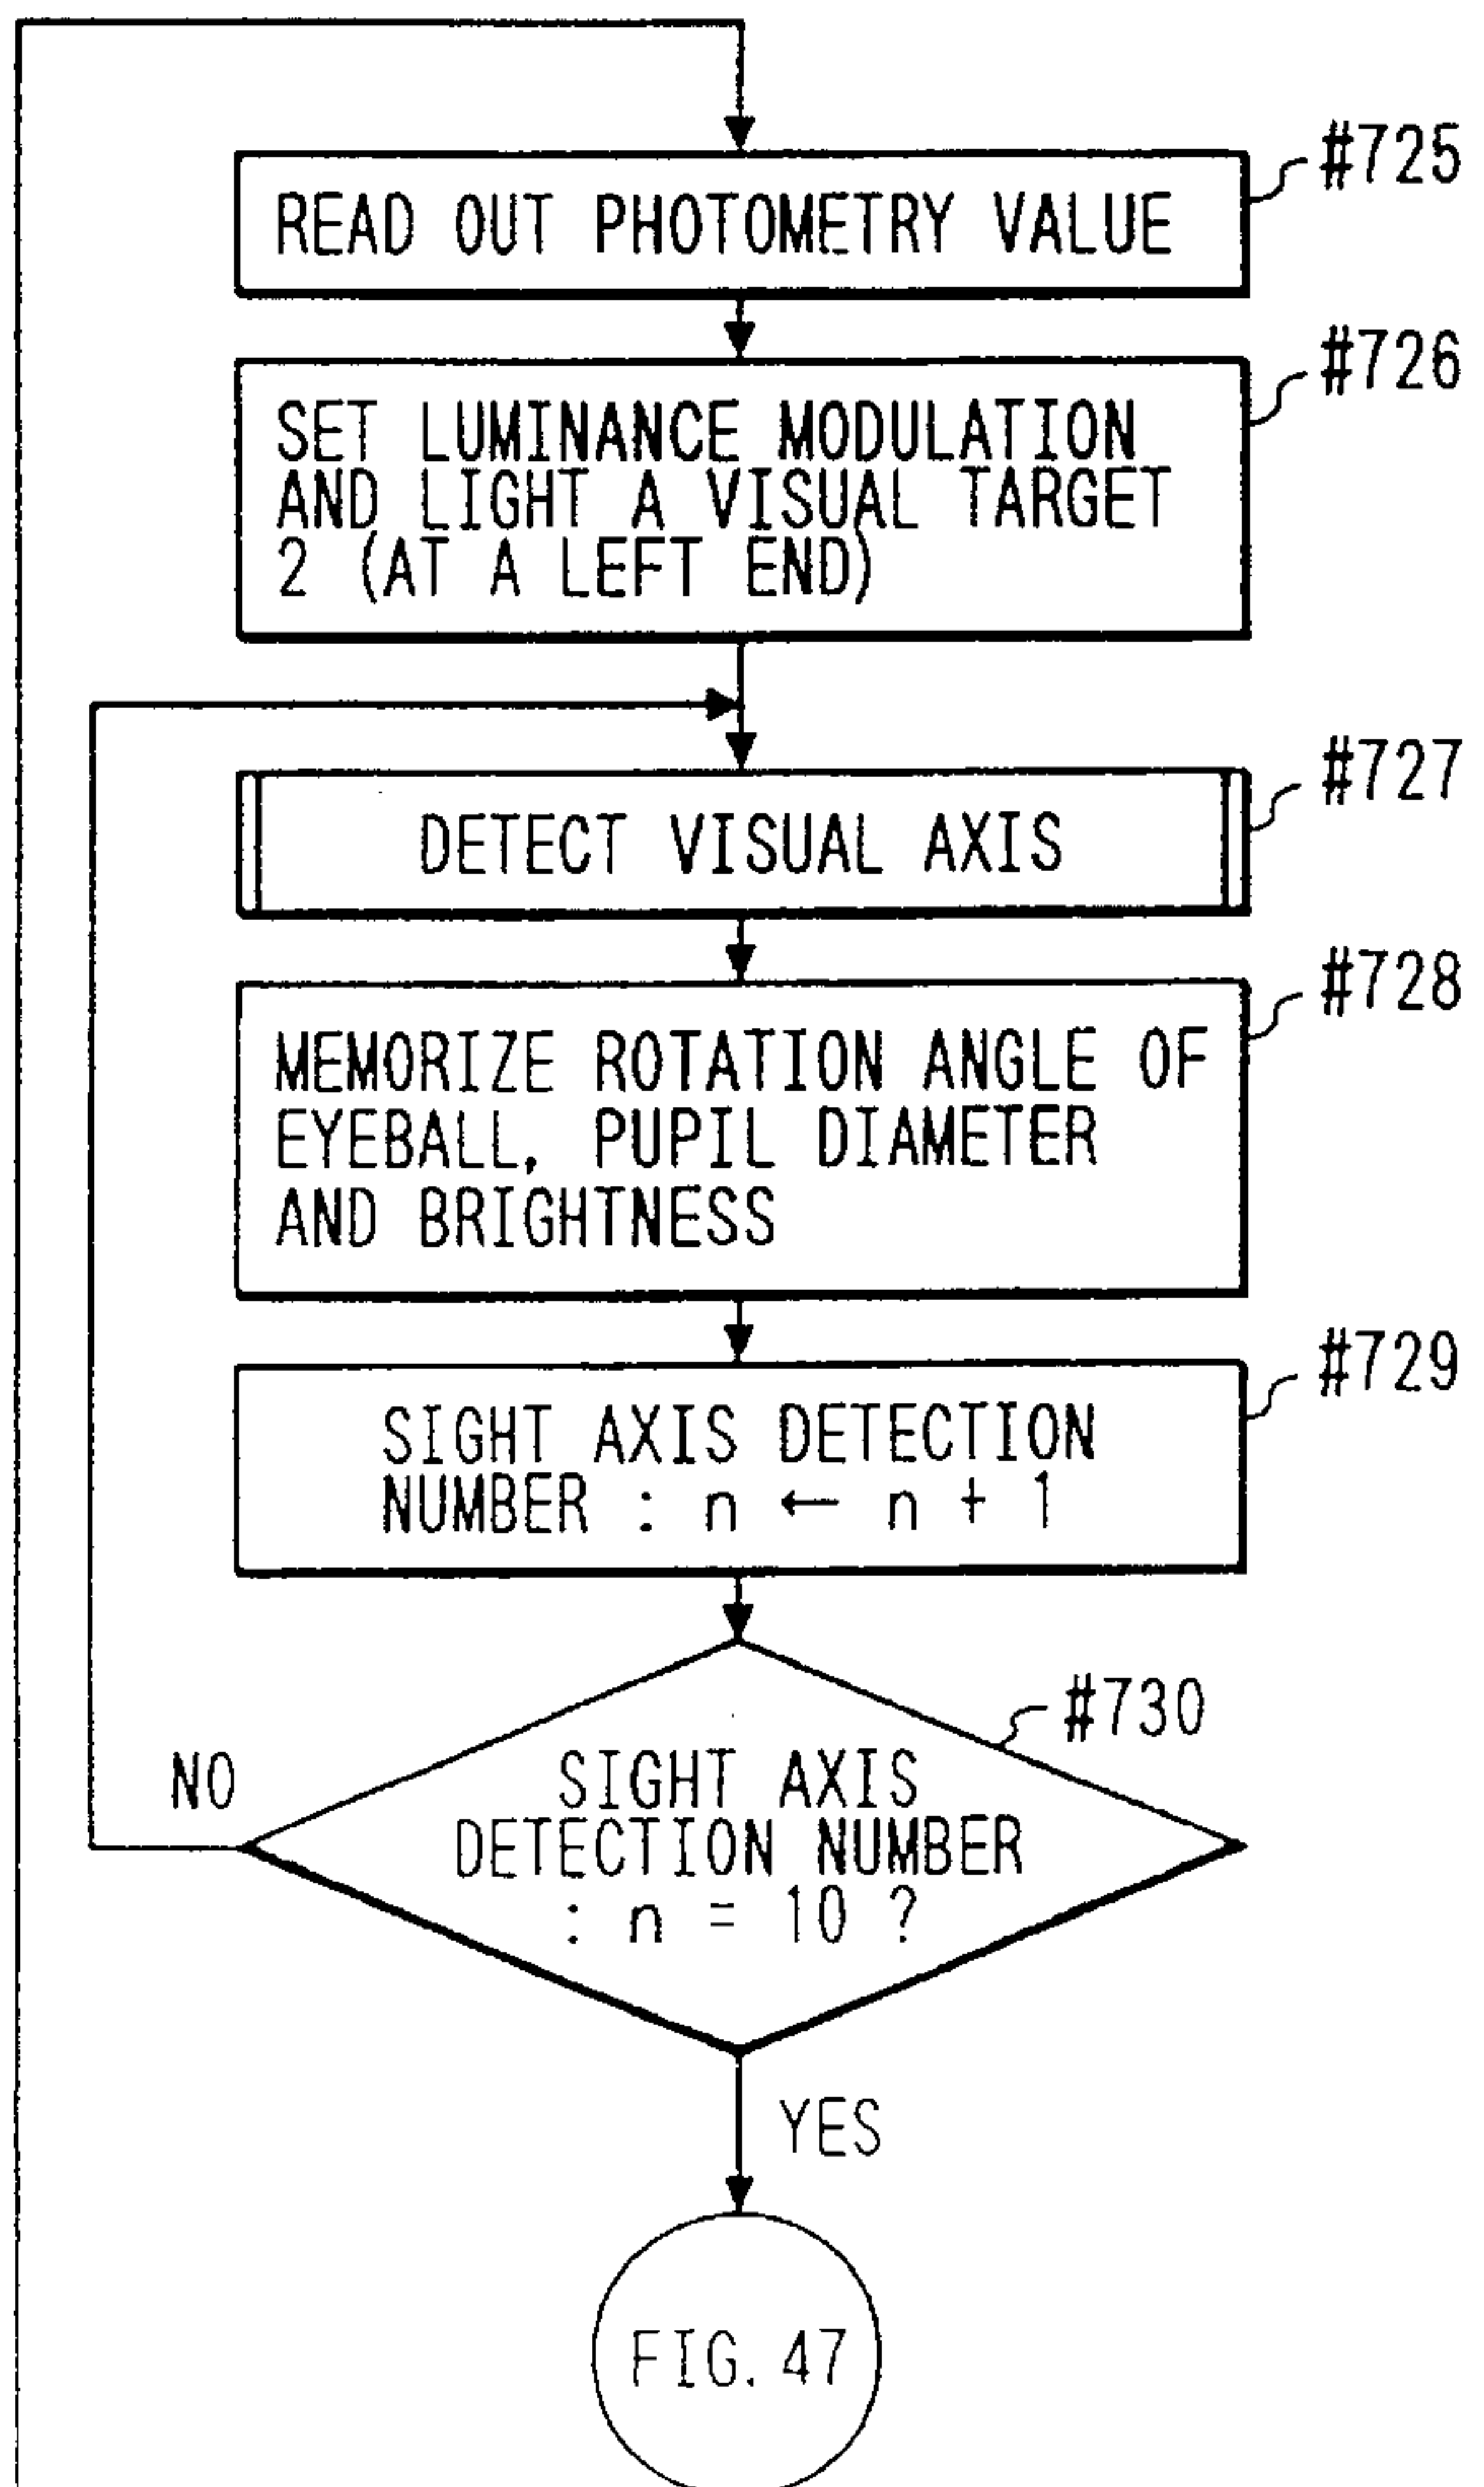 #725
READ OUT PHOTOMETRY VALUE
#726
SET LUMINANCE MODULATION
AND LIGHT A VISUAL TARGET
2 (AT A LEFT END)
#727
DETECT VISUAL AXIS
#728
MEMORIZE ROTATION ANGLE OF
EYEBALL, PUPIL DIAMETER
AND BRIGHTNESS
#729
SIGHT AXIS DETECTION
NUMBER : n ← n + 1
#730
SIGHT AXIS
DETECTION NUMBER
: n = 10 ?
NO
YES
FIG. 47